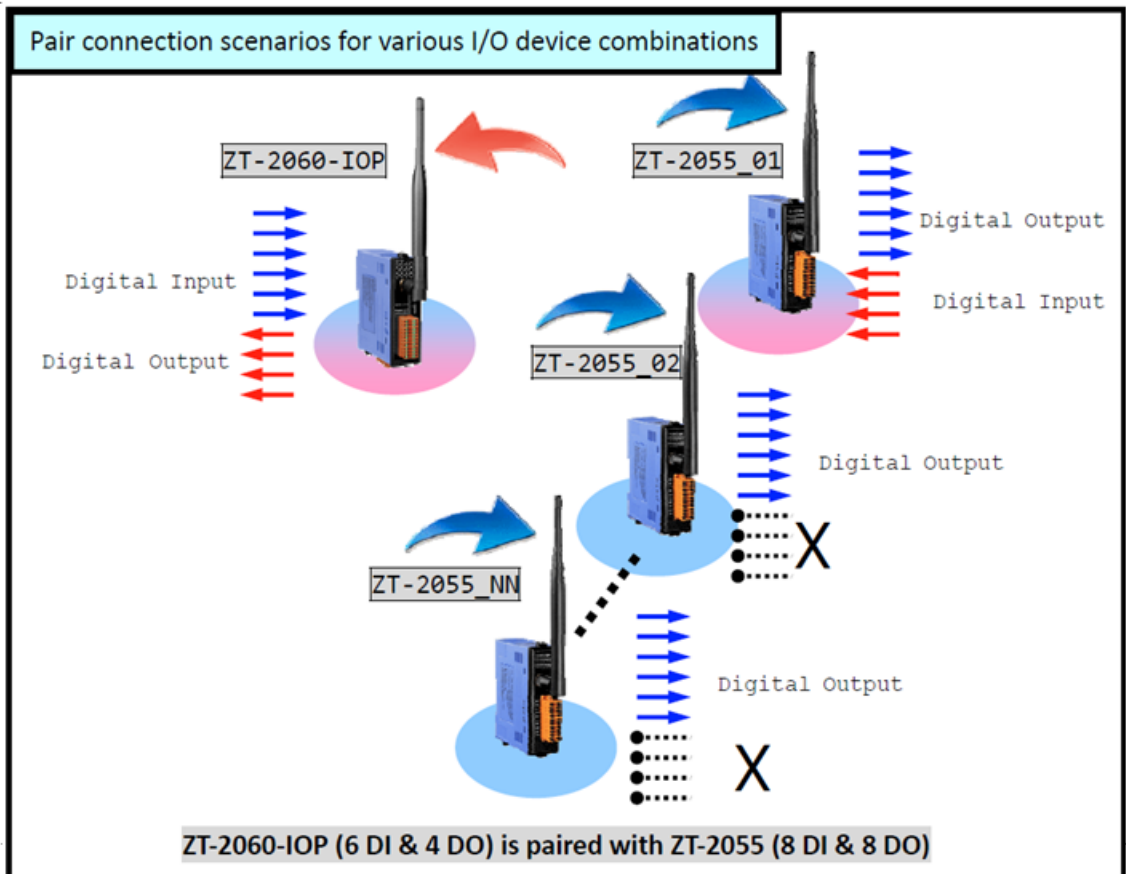 Pair connection scenarios for various I/O device combinations
ZT-2060-IOP
ZT-2055_01
Digital Output
Digital Input
Digital Input
Digital Output
ZT-2055_02
Digital Output
X
ZT-2055_NN
Digital Output
X
ZT-2060-IOP (6 DI & 4 DO) is paired with ZT-2055 (8 DI & 8 DO)